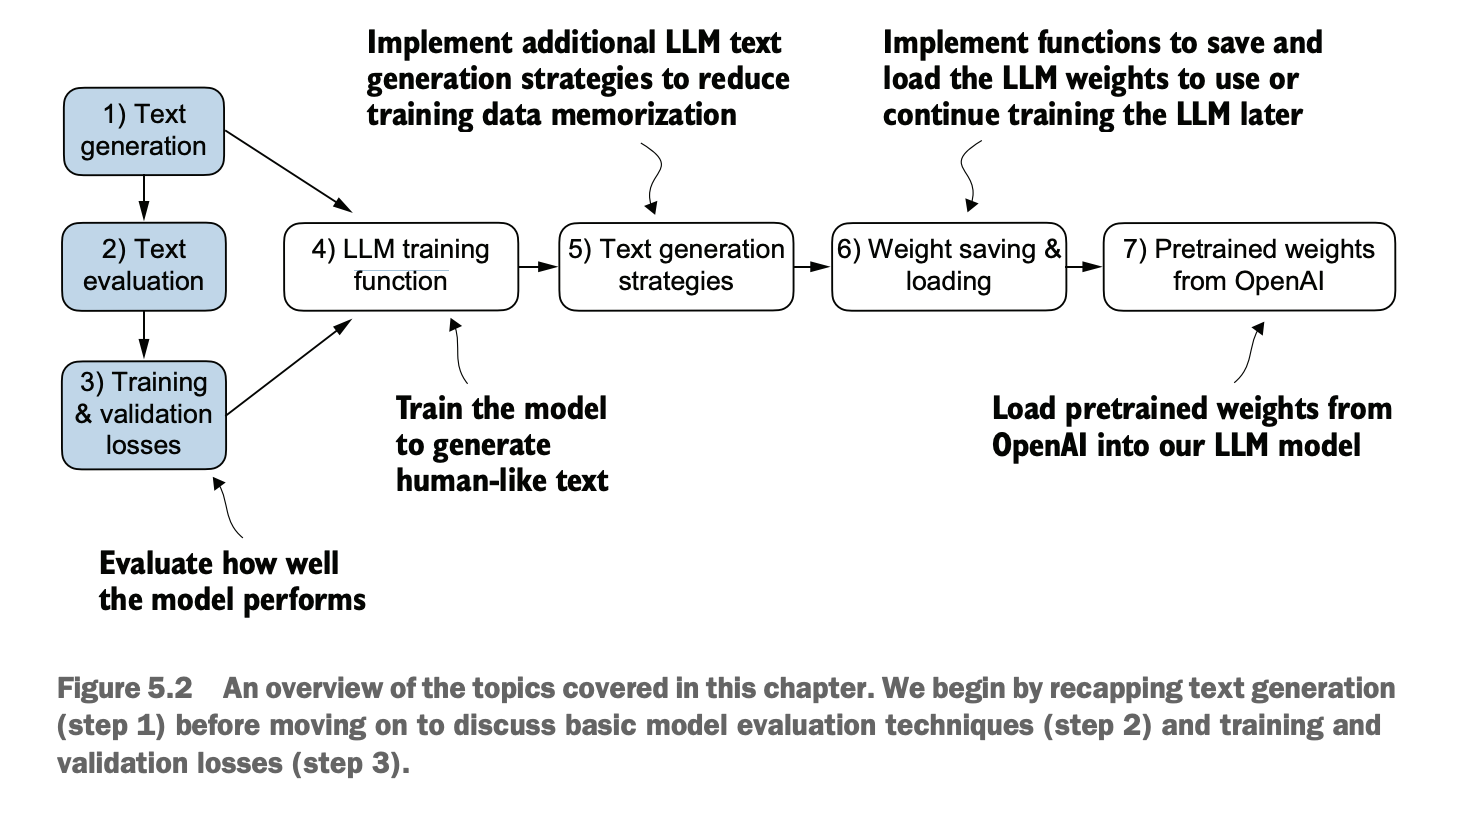 Implement additional LLM text
generation strategies to reduce
training data memorization
Implement functions to save and
load the LLM weights to use or
continue training the LLM later
1) Text
generation
2) Text
evaluation
3) Training
& validation
losses
4) LLM training
function
5) Text generation
strategies
6) Weight saving &
loading
7) Pretrained weights
from OpenAI
Train the model
to generate
human-like text
Load pretrained weights from
OpenAI into our LLM model
Evaluate how well
the model performs
Figure 5.2 An overview of the topics covered in this chapter. We begin by recapping text generation
(step 1) before moving on to discuss basic model evaluation techniques (step 2) and training and
validation losses (step 3).